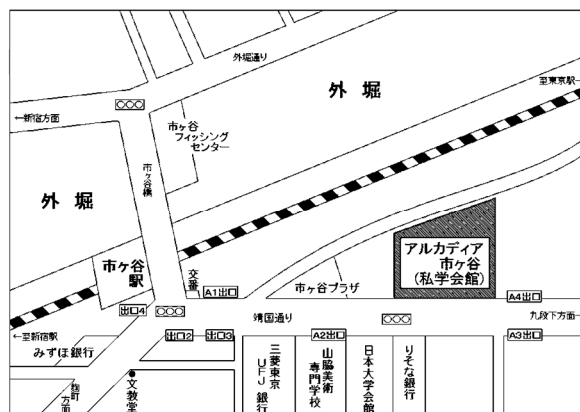 外堀通り
外 堀
至東京駅→
○○○
←新宿方面
市ヶ谷
フィッシング
センター
市ヶ谷橋
外 堀
市ヶ谷
駅
交番
A1出口
市ヶ谷プラザ
アルカディア
市ヶ谷
(私学会館)
A4出口
出口4
○○○
靖国通り
○○○
九段下方面→
←至新宿駅
みずほ銀行
出口2
出口3
A2出口
A3出口
三菱東京
UFJ銀行
山脇美術
専門学校
日本大学会館
りそな銀行
麹町
方面
文教堂